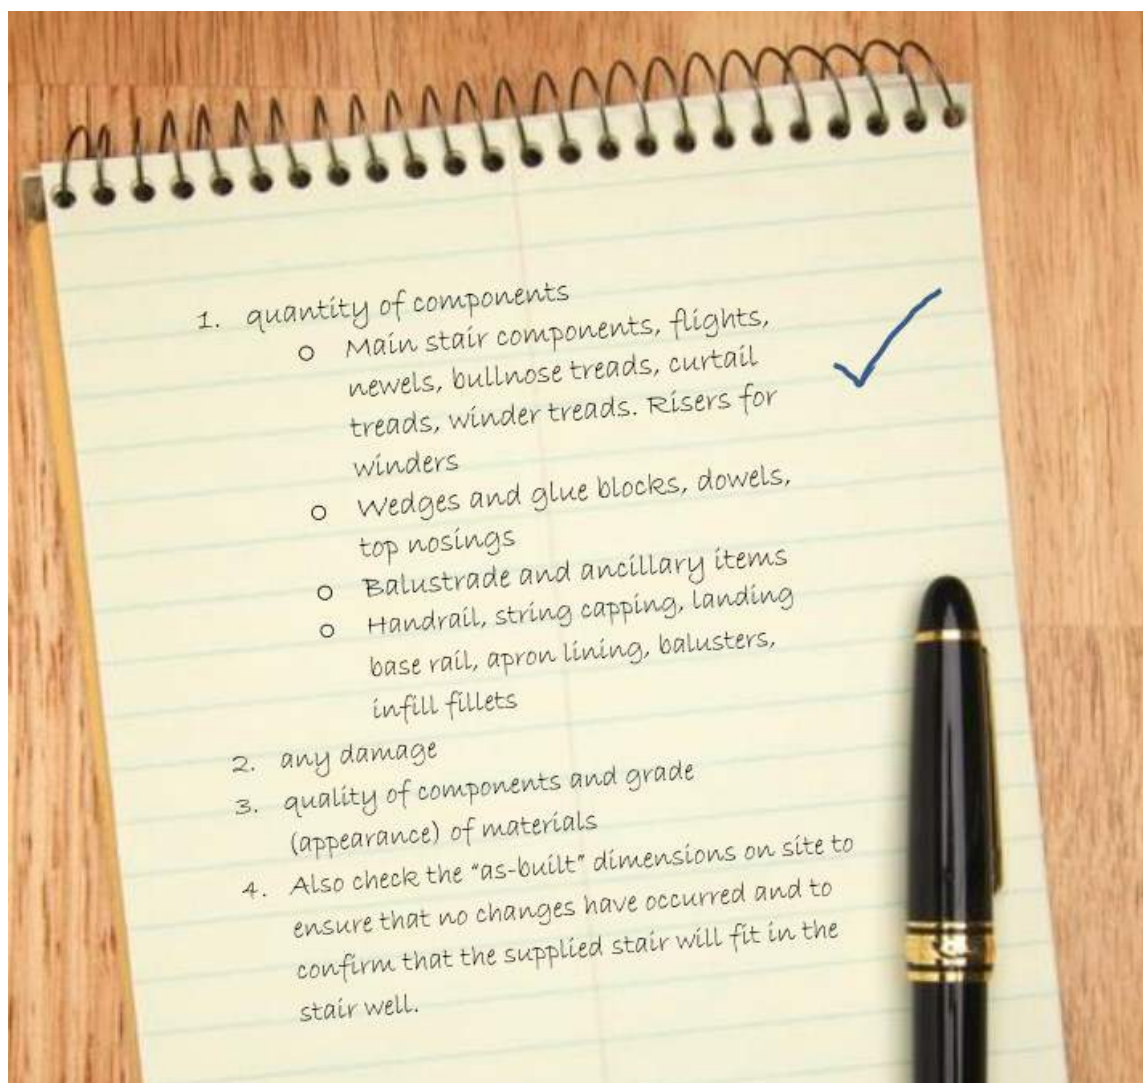 1. quantity of components
o Main stair components, flights,
newels, bullnose treads, curtail
treads, winder treads. Risers for
winders
o Wedges and glue blocks, dowels,
top nosings
o Balustrade and ancillary items
o Handrail, string capping, landing
base rail, apron lining, balusters,
infill fillets
2. any damage
3. quality of components and grade
(appearance) of materials
4. Also check the "as-built" dimensions on site to
ensure that no changes have occurred and to
confirm that the supplied stair will fit in the
stair well.